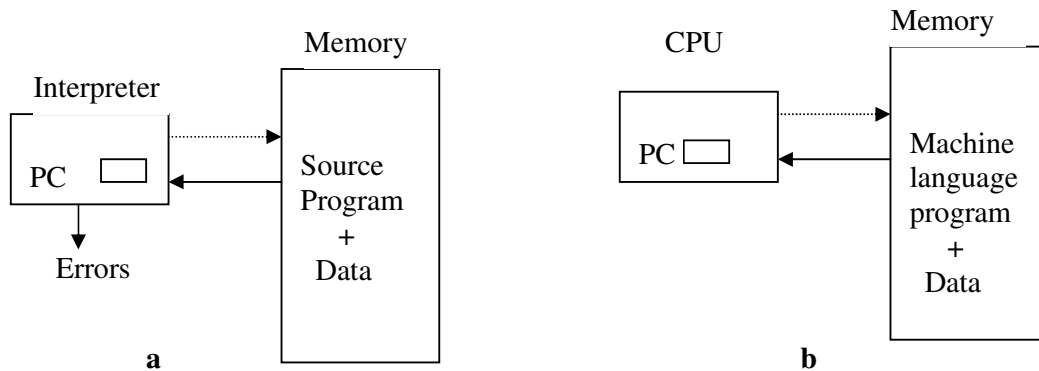 Memory
Interpreter
PC
Errors
Source
Program
+
Data
a
Memory
CPU
PC
Machine
language
program
+
Data
b